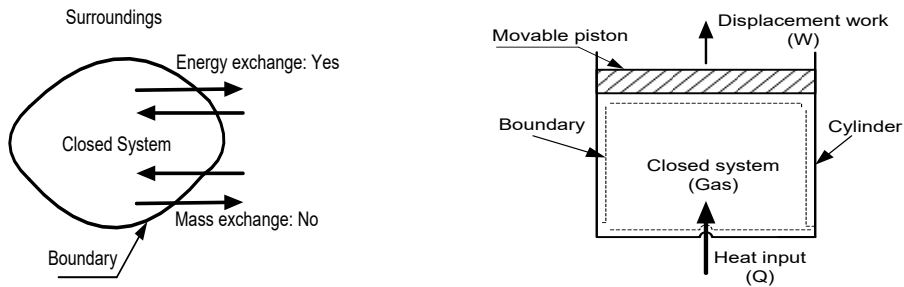 Surroundings
Energy exchange: Yes
Closed System
Mass exchange: No
Boundary
Displacement work
(W)
Movable piston
Boundary
Cylinder
Closed system
(Gas)
Heat input
(Q)